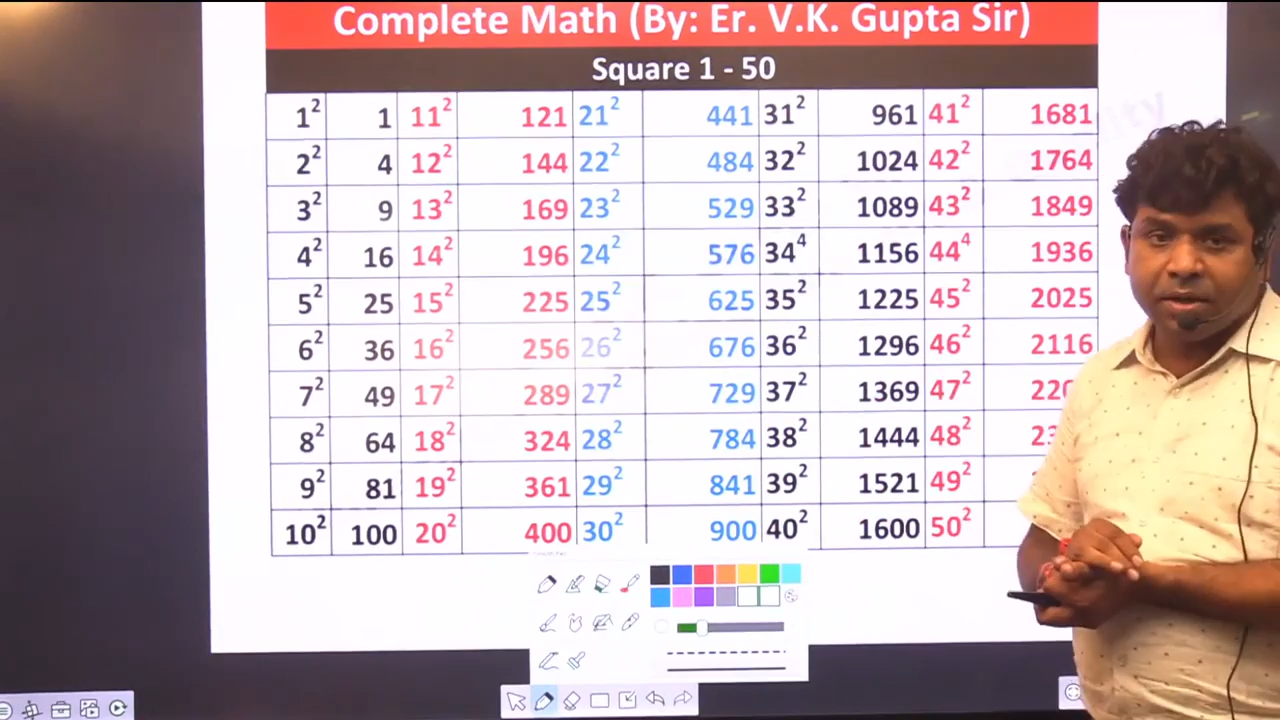 Complete Math (By: Er. V.K. Gupta Sir)
Square 1 - 50
1² 1 11² 121 21² 441 31² 961 41² 1681
2² 4 12² 144 22² 484 32² 1024 42² 1764
3² 9 13² 169 23² 529 33² 1089 43² 1849
4² 16 14² 196 24² 576 34⁴ 1156 44⁴ 1936
5² 25 15² 225 25² 625 35² 1225 45² 2025
6² 36 16² 256 26² 676 36² 1296 46² 2116
7² 49 17² 289 27² 729 37² 1369 47²
8² 64 18² 324 28² 784 38² 1444 48²
9² 81 19² 361 29² 841 39² 1521 49²
10² 100 20² 400 30² 900 40² 1600 50²